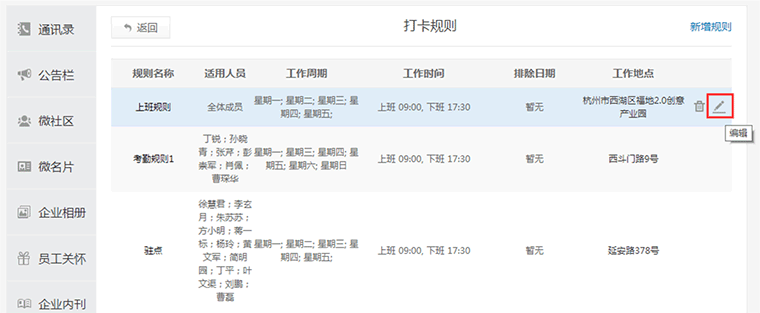 通讯录
公告栏
微社区
微名片
企业相册
员工关怀
企业内刊
返回
打卡规则
新增规则
规则名称 适用人员 工作周期 工作时间 排除日期 工作地点
上班规则
全体成员
星期一; 星期二; 星期三; 星
期四; 星期五;
上班 09:00, 下班 17:30
暂无
杭州市西湖区福地2.0创意
产业园
编辑
考勤规则1
丁锐；孙晓
青；张芹；彭
崇军；肖佩；
曹琛华
星期一; 星期三; 星期四; 星
期五; 星期六; 星期日
上班 09:00, 下班 17:30
暂无
西斗门路9号
驻点
徐慧君；李玄
月；朱苏苏；
方小明；蒋一
标；杨玲；黄
文军；简明
园；丁平；叶
文渠；刘鹏；
曹磊
星期一; 星期二; 星期三; 星
期四; 星期五;
上班 09:00, 下班 17:30
暂无
延安路378号